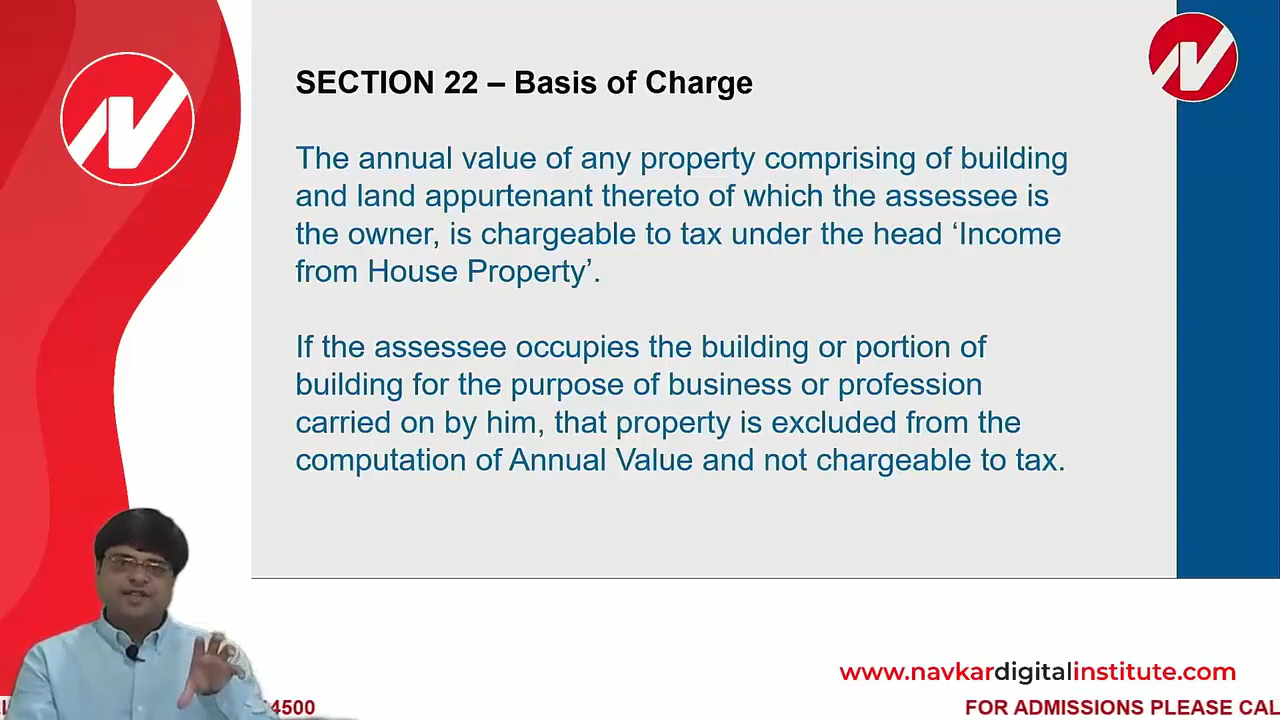 SECTION 22 – Basis of Charge
The annual value of any property comprising of building
and land appurtenant thereto of which the assessee is
the owner, is chargeable to tax under the head ‘Income
from House Property’.
If the assessee occupies the building or portion of
building for the purpose of business or profession
carried on by him, that property is excluded from the
computation of Annual Value and not chargeable to tax.
www.navkardigitalinstitute.com
4500
FOR ADMISSIONS PLEASE CAL